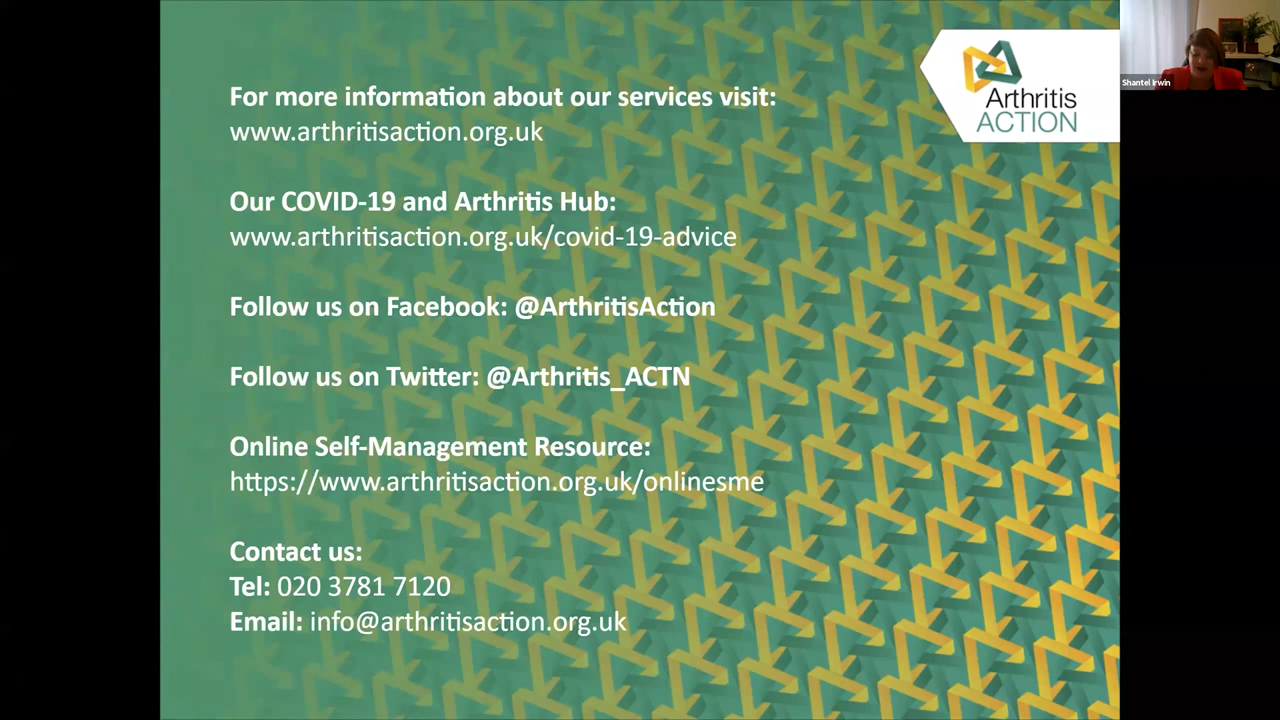 For more information about our services visit:
www.arthritisaction.org.uk
Our COVID-19 and Arthritis Hub:
www.arthritisaction.org.uk/covid-19-advice
Follow us on Facebook: @ArthritisAction
Follow us on Twitter: @Arthritis_ACTN
Online Self-Management Resource:
https://www.arthritisaction.org.uk/onlinesme
Contact us:
Tel: 020 3781 7120
Email: info@arthritisaction.org.uk
Arthritis
ACTION
Shantel Irwin